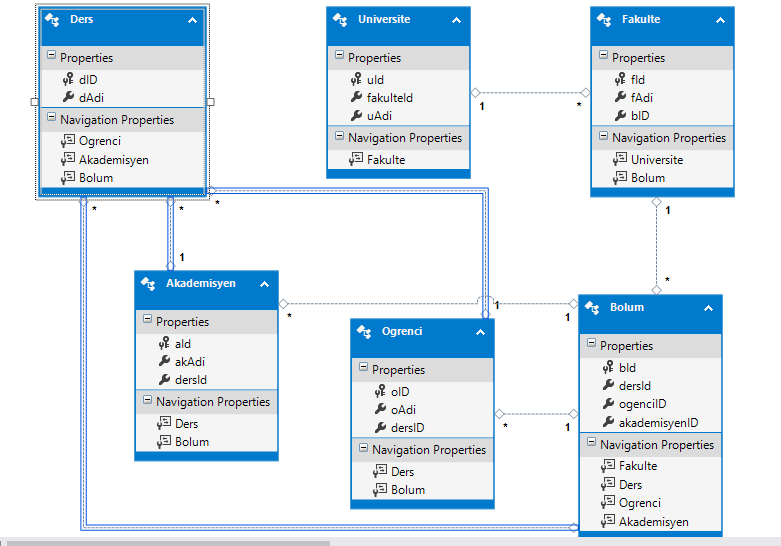 Ders
Properties
dID
dAdi
Navigation Properties
Ogrenci
Akademisyen
Bolum
Universite
Properties
uId
fakulteId
uAdi
Navigation Properties
Fakulte
Fakulte
Properties
fId
fAdi
bID
Navigation Properties
Universite
Bolum
1
*
*
*
*
1
1
*
Akademisyen
Properties
aId
akAdi
dersId
Navigation Properties
Ders
Bolum
*
1
1
Ogrenci
Properties
oID
oAdi
dersID
Navigation Properties
Ders
Bolum
*
1
Bolum
Properties
bId
dersId
ogenciID
akademisyenID
Navigation Properties
Fakulte
Ders
Ogrenci
Akademisyen